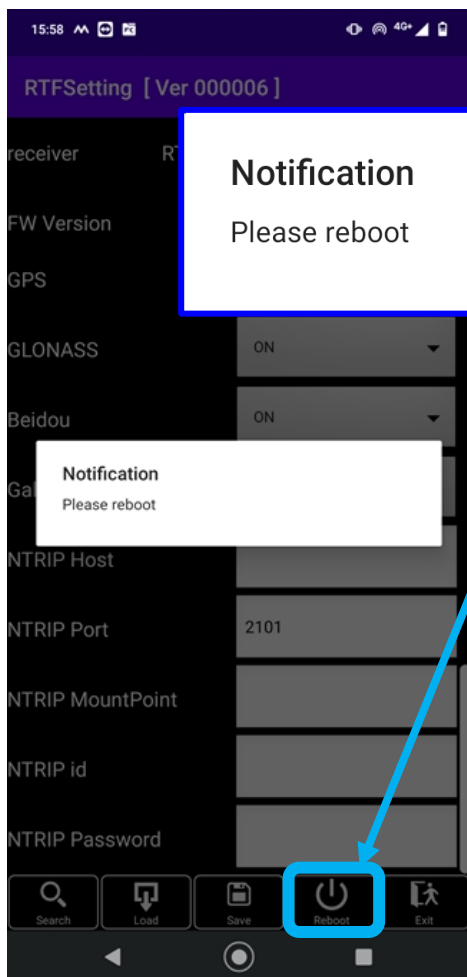 15:58
4G+
RTFSetting [ Ver 000006 ]
receiver
Notification
Please reboot
FW Version
GPS
GLONASS ON
Beidou ON
Notification
Please reboot
NTRIP Host
NTRIP Port 2101
NTRIP MountPoint
NTRIP id
NTRIP Password
Search Load Save Reboot Exit